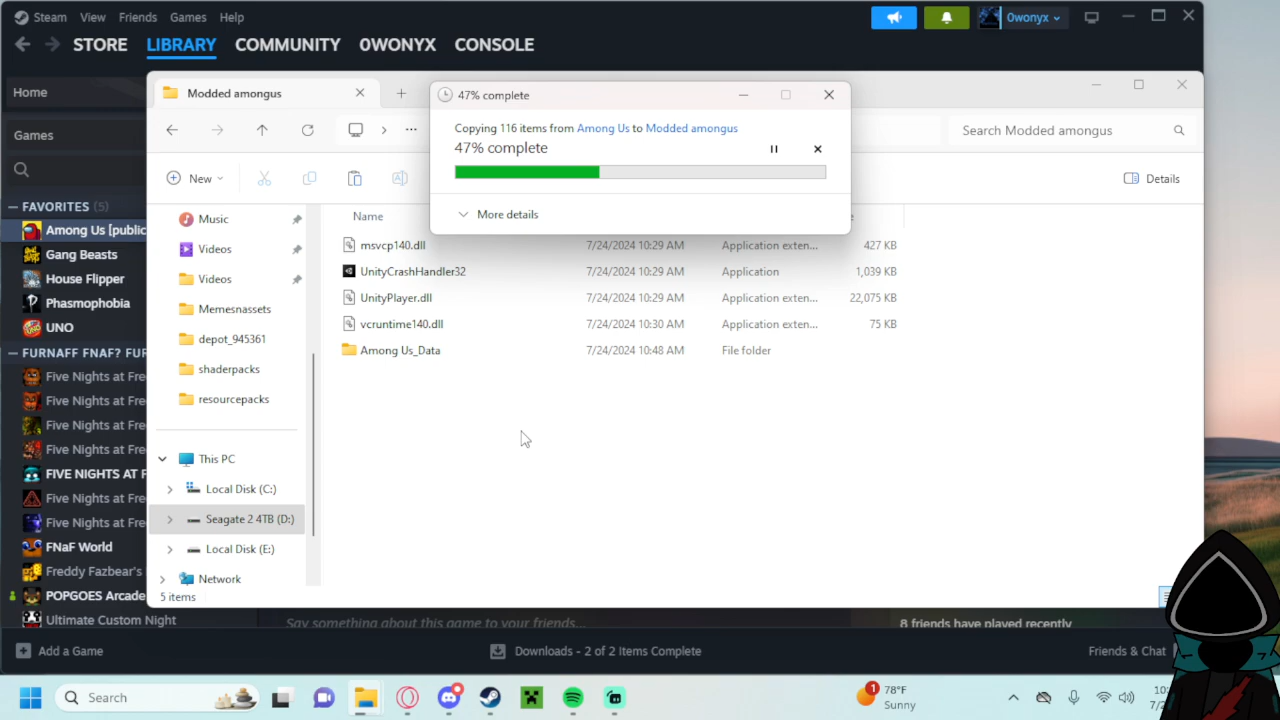 Steam View Friends Games Help
Owonyx
STORE LIBRARY COMMUNITY OWONYX CONSOLE
Home
Games
FAVORITES (5)
Among Us [public
Gang Beasts
House Flipper
Phasmophobia
UNO
FURNAFF FNAF? FUR
Five Nights at Fre
Five Nights at Fre
Five Nights at Fre
Five Nights at Fre
FIVE NIGHTS AT F
Five Nights at Fre
Five Nights at Fre
FNaF World
Freddy Fazbear's
POPGOES Arcade
Ultimate Custom Night
Modded amongus
Search Modded amongus
New
Details
47% complete
Copying 116 items from Among Us to Modded amongus
47% complete
More details
Music
Videos
Videos
Memesnassets
depot_945361
shaderpacks
resourcepacks
This PC
Local Disk (C:)
Seagate 2 4TB (D:)
Local Disk (E:)
Network
5 items
Name
msvcp140.dll 7/24/2024 10:29 AM Application exten... 427 KB
UnityCrashHandler32 7/24/2024 10:29 AM Application 1,039 KB
UnityPlayer.dll 7/24/2024 10:29 AM Application exten... 22,075 KB
vcruntime140.dll 7/24/2024 10:30 AM Application exten... 75 KB
Among Us_Data 7/24/2024 10:48 AM File folder
Say something about this game to your friends...
8 friends have played recently
Add a Game
Downloads - 2 of 2 Items Complete
Friends & Chat
Search
1
78°F
Sunny